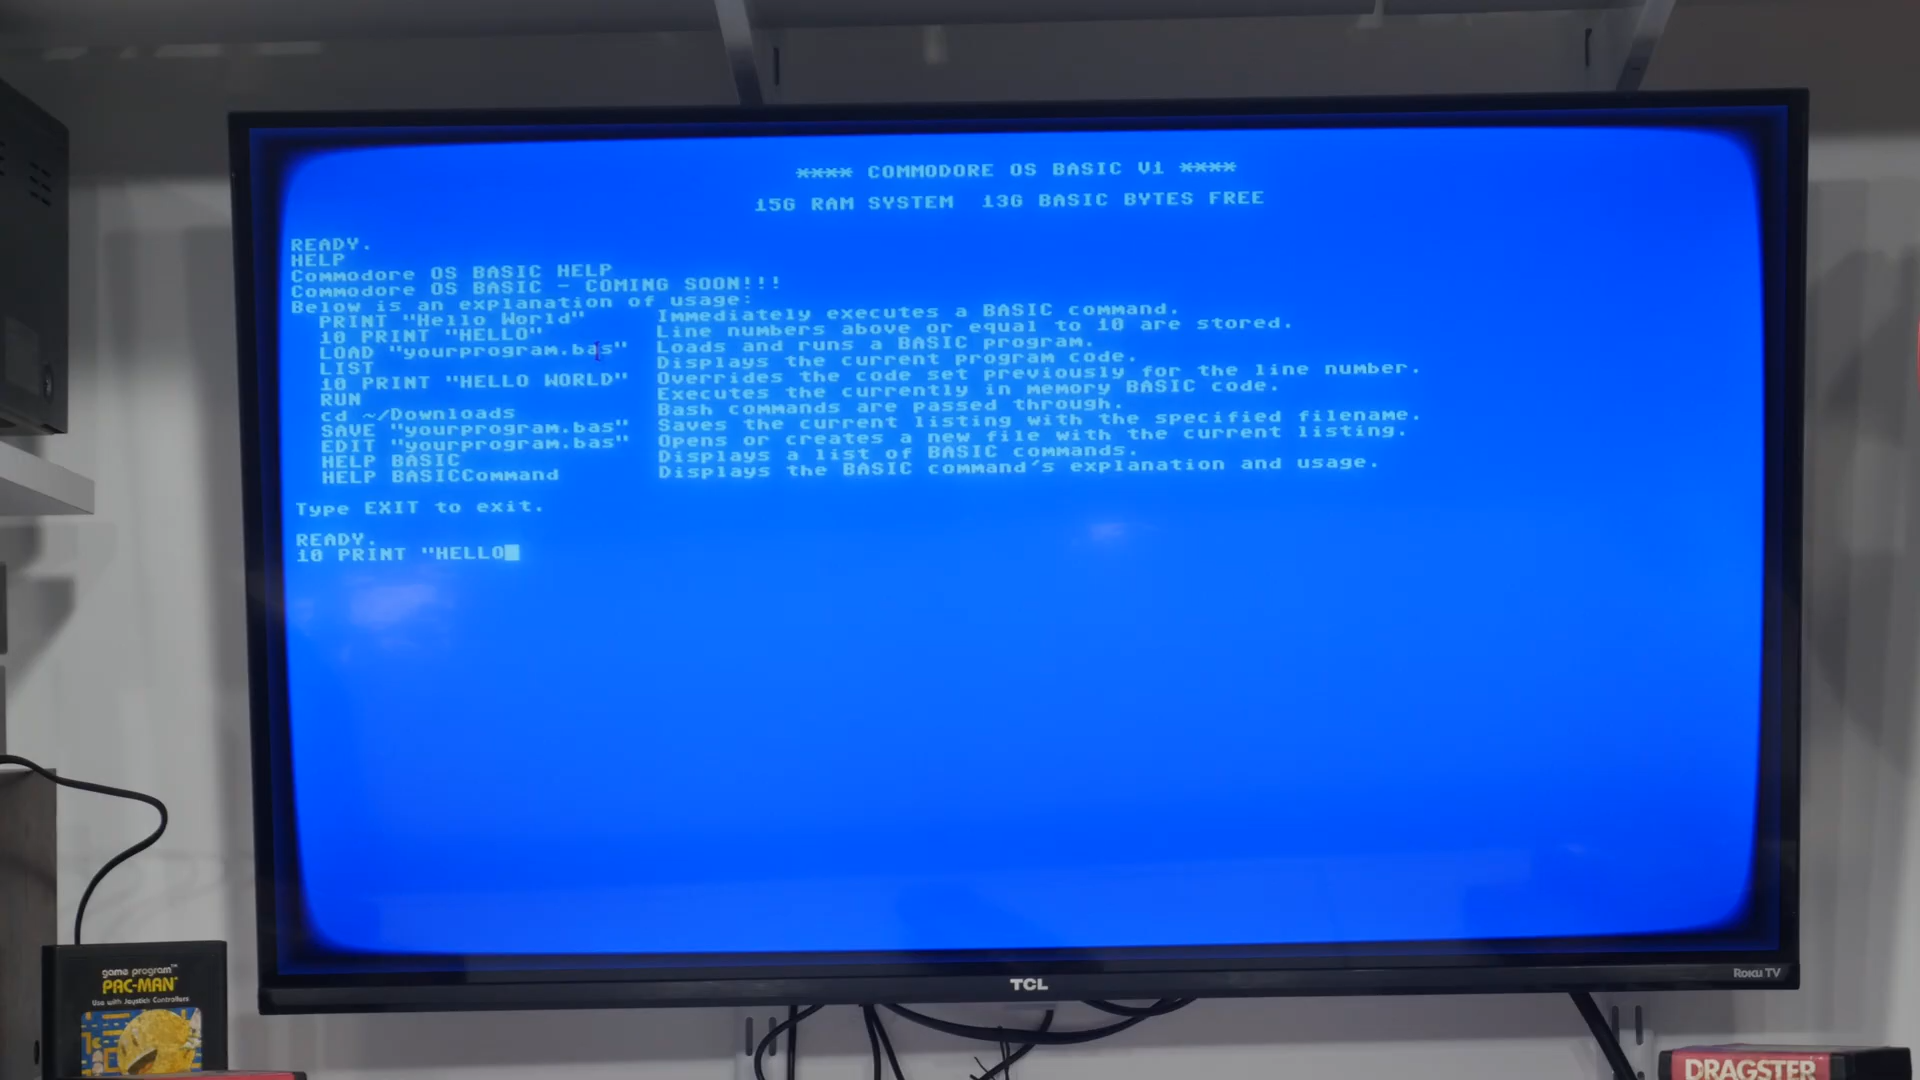 **** COMMODORE OS BASIC V1 ****
15G RAM SYSTEM  13G BASIC BYTES FREE
READY.
HELP
Commodore OS BASIC HELP
Commodore OS BASIC - COMING SOON!!!
Below is an explanation of usage:
PRINT "Hello World"  Immediately executes a BASIC command.
10 PRINT "HELLO"  Line numbers above or equal to 10 are stored.
LOAD "yourprogram.bas"  Loads and runs a BASIC program.
LIST  Displays the current program code.
10 PRINT "HELLO WORLD"  Overrides the code set previously for the line number.
RUN  Executes the currently in memory BASIC code.
cd ~/Downloads  Bash commands are passed through.
SAVE "yourprogram.bas"  Saves the current listing with the specified filename.
EDIT "yourprogram.bas"  Opens or creates a new file with the current listing.
HELP BASIC  Displays a list of BASIC commands.
HELP BASICCommand  Displays the BASIC command's explanation and usage.
Type EXIT to exit.
READY.
10 PRINT "HELLO
TCL
Roku TV
game program™
PAC-MAN
Use with Joystick Controllers
DRAGSTER